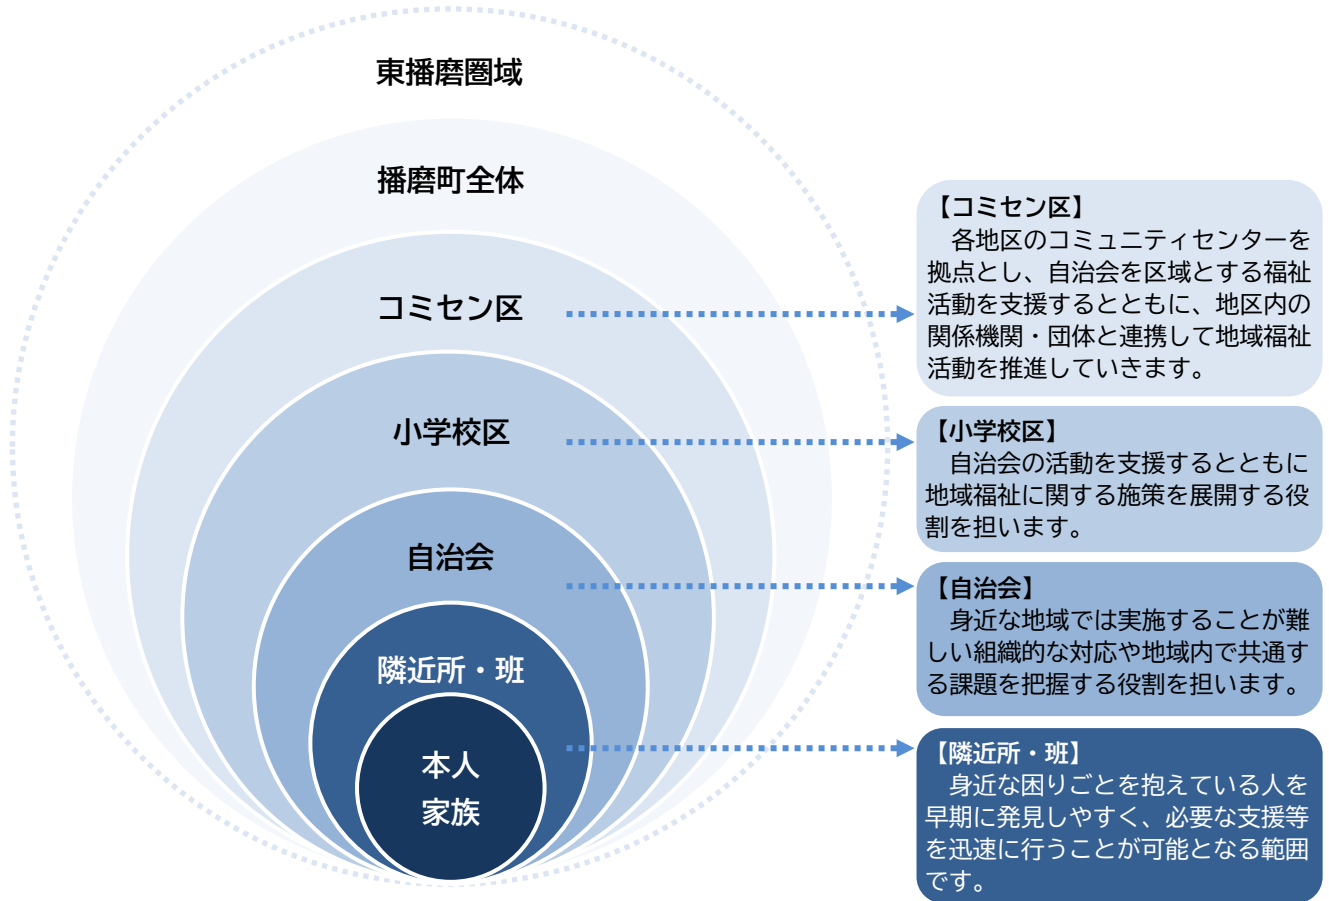 東播磨圏域
播磨町全体
コミセン区
小学校区
自治会
隣近所・班
本人
家族
【コミセン区】
各地区のコミュニティセンターを
拠点とし、自治会を区域とする福祉
活動を支援するとともに、地区内の
関係機関・団体と連携して地域福祉
活動を推進していきます。
【小学校区】
自治会の活動を支援するとともに
地域福祉に関する施策を展開する役
割を担います。
【自治会】
身近な地域では実施することが難
しい組織的な対応や地域内で共通す
る課題を把握する役割を担います。
【隣近所・班】
身近な困りごとを抱えている人を
早期に発見しやすく、必要な支援等
を迅速に行うことが可能となる範囲
です。